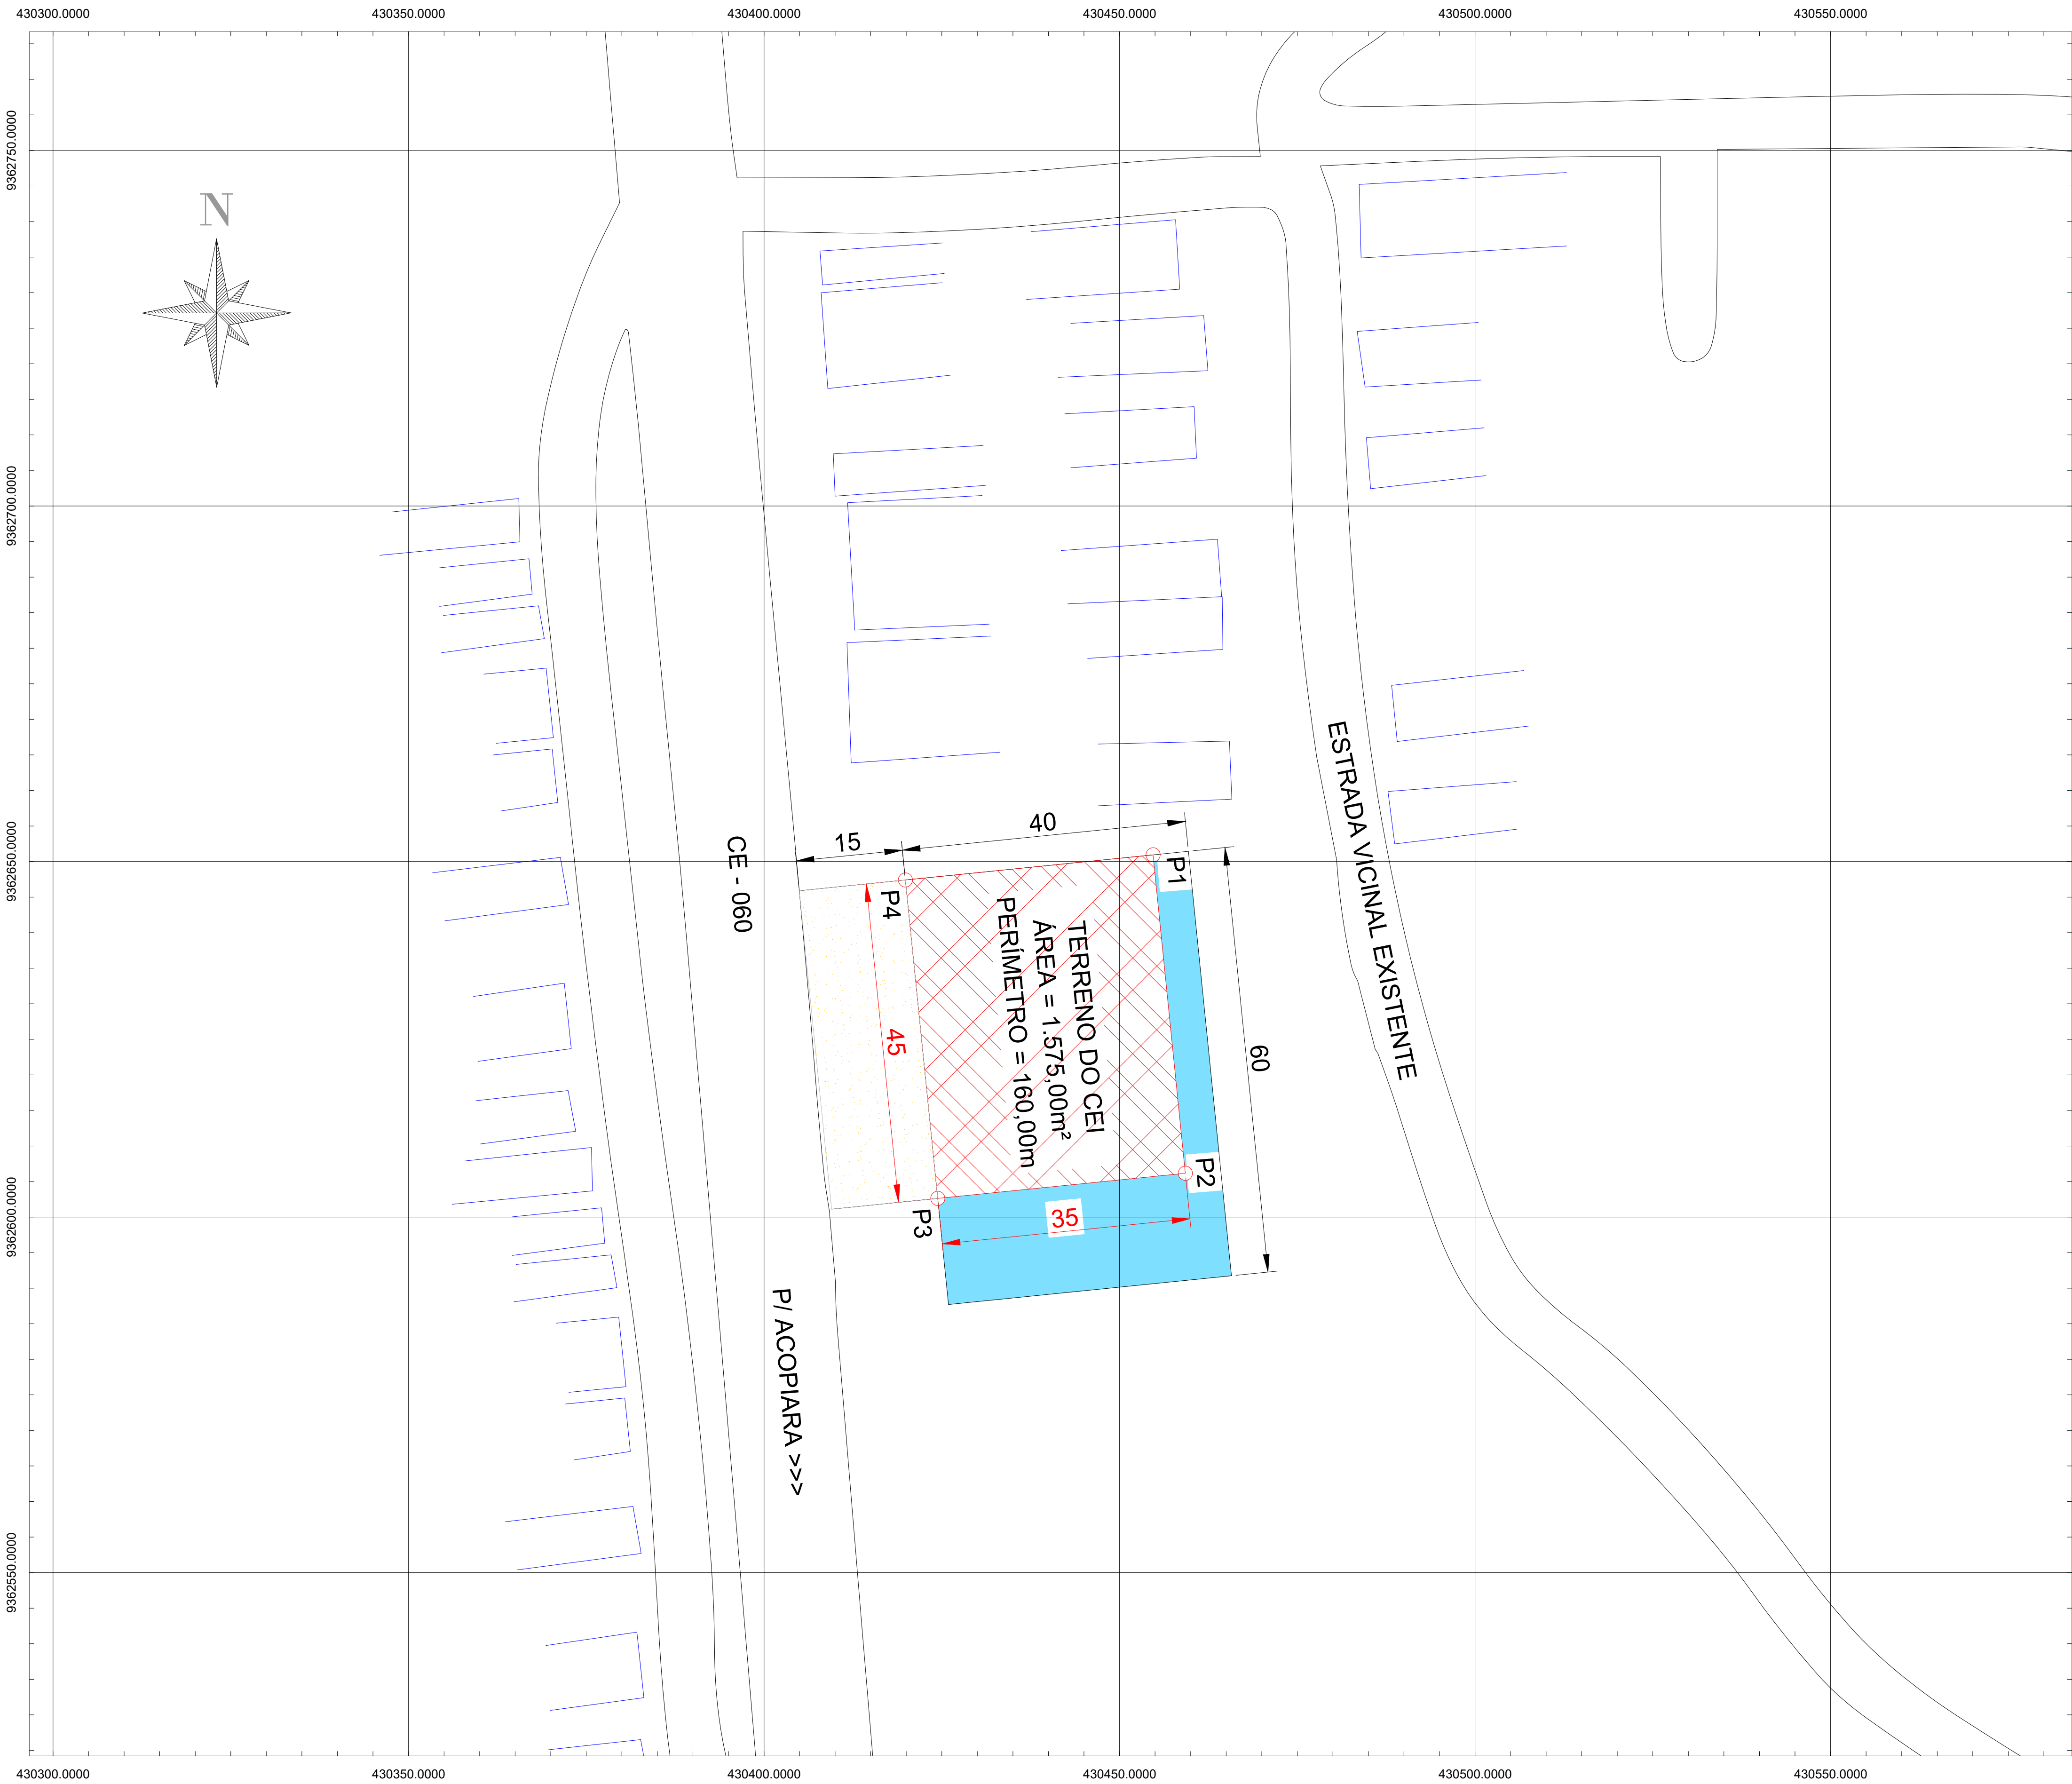 430300.0000
430350.0000
430400.0000
430450.0000
430500.0000
430550.0000
9362750.0000
N
9362700.0000
9362650.0000
ESTRADA VICINAL EXISTENTE
CE - 060
15
40
P1
P4
TERRENO DO CEI
ÁREA = 1.575,00m²
PERÍMETRO = 160,00m
45
60
P2
P3
35
9362600.0000
P/ ACOPIARA >>>
9362550.0000
430300.0000
430350.0000
430400.0000
430450.0000
430500.0000
430550.0000